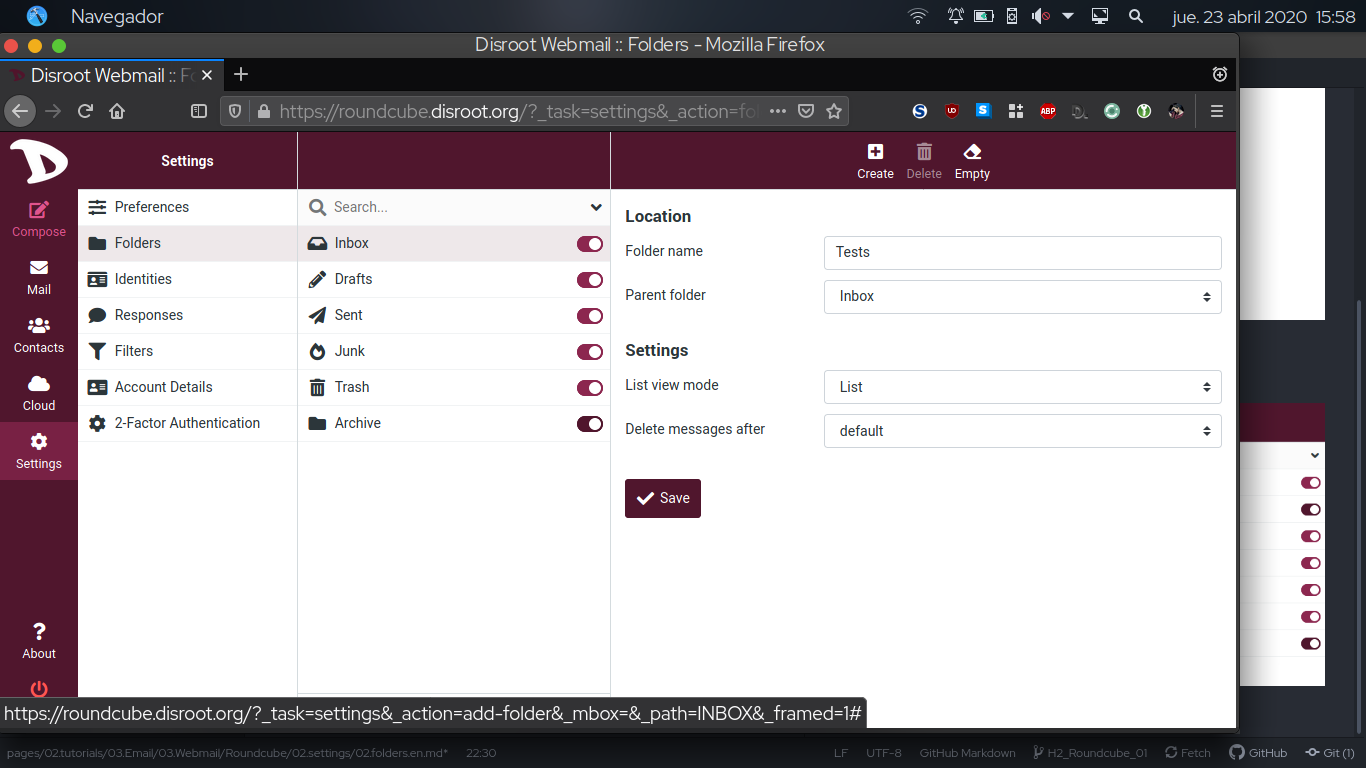 Navegador
jue. 23 abril 2020 15:58
Disroot Webmail :: Folders - Mozilla Firefox
Disroot Webmail :: Fo
https://roundcube.disroot.org/?_task=settings&_action=fol
Settings
Create
Delete
Empty
Compose
Mail
Contacts
Cloud
Settings
About
Preferences
Folders
Identities
Responses
Filters
Account Details
2-Factor Authentication
Search...
Inbox
Drafts
Sent
Junk
Trash
Archive
Location
Folder name
Tests
Parent folder
Inbox
Settings
List view mode
List
Delete messages after
default
Save
https://roundcube.disroot.org/?_task=settings&_action=add-folder&_mbox=&_path=INBOX&_framed=1#
pages/02.tutorials/03.Email/03.Webmail/Roundcube/02.settings/02.folders.en.md* 22:30
LF UTF-8 GitHub Markdown H2_Roundcube_01 Fetch GitHub Git (1)